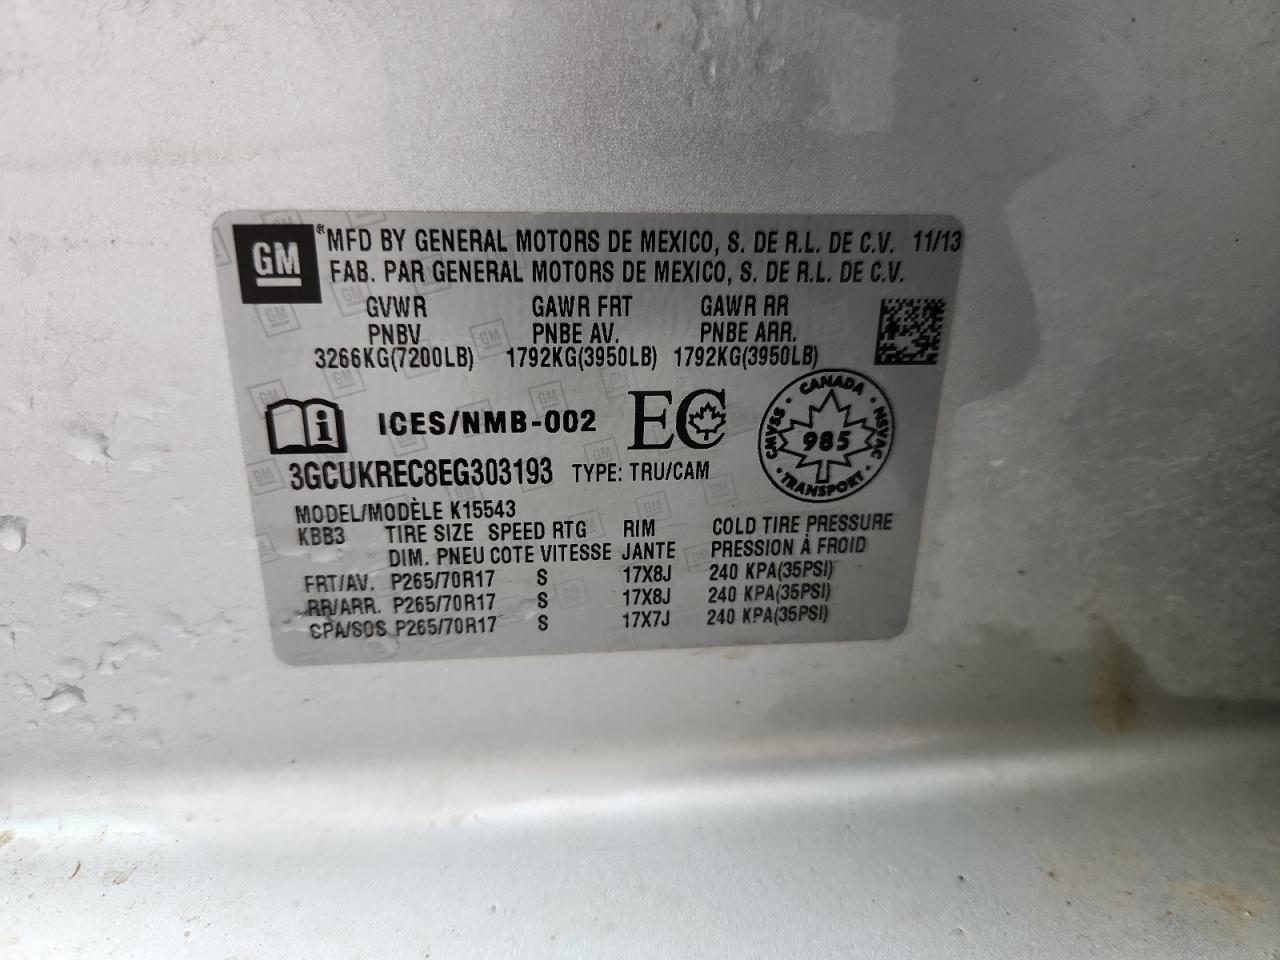 GM ® MFD BY GENERAL MOTORS DE MEXICO, S. DE R.L. DE C.V. 11/13
FAB. PAR GENERAL MOTORS DE MEXICO, S. DE R.L. DE C.V.
GVWR GAWR FRT GAWR RR
PNBV PNBE AV. PNBE ARR.
3266KG(7200LB) 1792KG(3950LB) 1792KG(3950LB)
i ICES/NMB-002 EC
CANADA
CMVSS NSVAC
985
TRANSPORT
3GCUKREC8EG303193 TYPE: TRU/CAM
MODEL/MODÈLE K15543
KBB3 TIRE SIZE SPEED RTG RIM COLD TIRE PRESSURE
DIM. PNEU COTE VITESSE JANTE PRESSION À FROID
FRT/AV. P265/70R17 S 17X8J 240 KPA(35PSI)
RR/ARR. P265/70R17 S 17X8J 240 KPA(35PSI)
SPA/SOS P265/70R17 S 17X7J 240 KPA(35PSI)